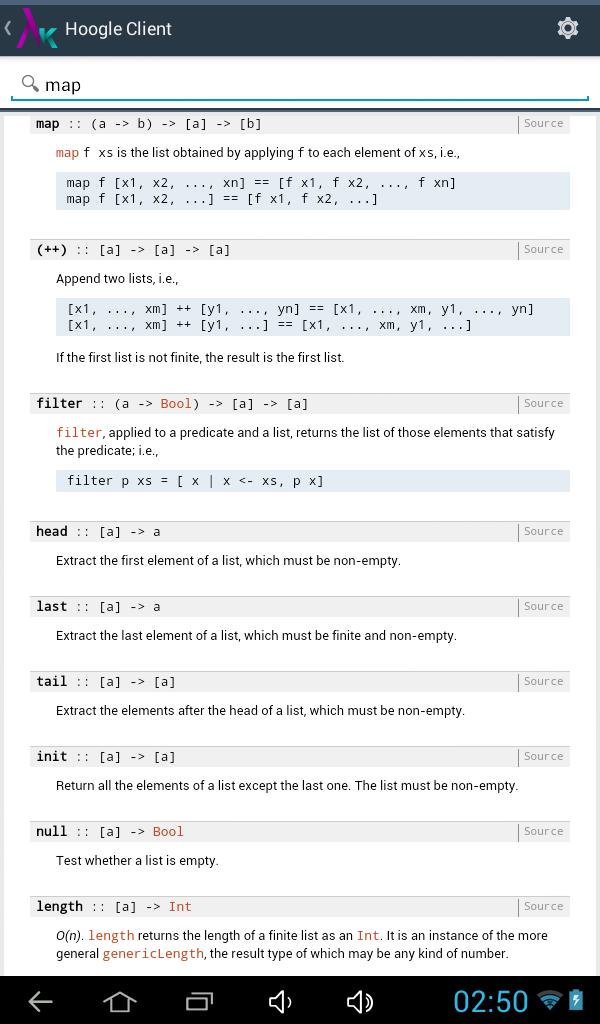 λκ Hoogle Client
map
map :: (a -> b) -> [a] -> [b] Source
map f xs is the list obtained by applying f to each element of xs, i.e.,
map f [x1, x2, ..., xn] == [f x1, f x2, ..., f xn]
map f [x1, x2, ...] == [f x1, f x2, ...]
(++) :: [a] -> [a] -> [a] Source
Append two lists, i.e.,
[x1, ..., xm] ++ [y1, ..., yn] == [x1, ..., xm, y1, ..., yn]
[x1, ..., xm] ++ [y1, ...] == [x1, ..., xm, y1, ...]
If the first list is not finite, the result is the first list.
filter :: (a -> Bool) -> [a] -> [a] Source
filter, applied to a predicate and a list, returns the list of those elements that satisfy
the predicate; i.e.,
filter p xs = [ x | x <- xs, p x]
head :: [a] -> a Source
Extract the first element of a list, which must be non-empty.
last :: [a] -> a Source
Extract the last element of a list, which must be finite and non-empty.
tail :: [a] -> [a] Source
Extract the elements after the head of a list, which must be non-empty.
init :: [a] -> [a] Source
Return all the elements of a list except the last one. The list must be non-empty.
null :: [a] -> Bool Source
Test whether a list is empty.
length :: [a] -> Int Source
O(n). length returns the length of a finite list as an Int. It is an instance of the more
general genericLength, the result type of which may be any kind of number.
02:50